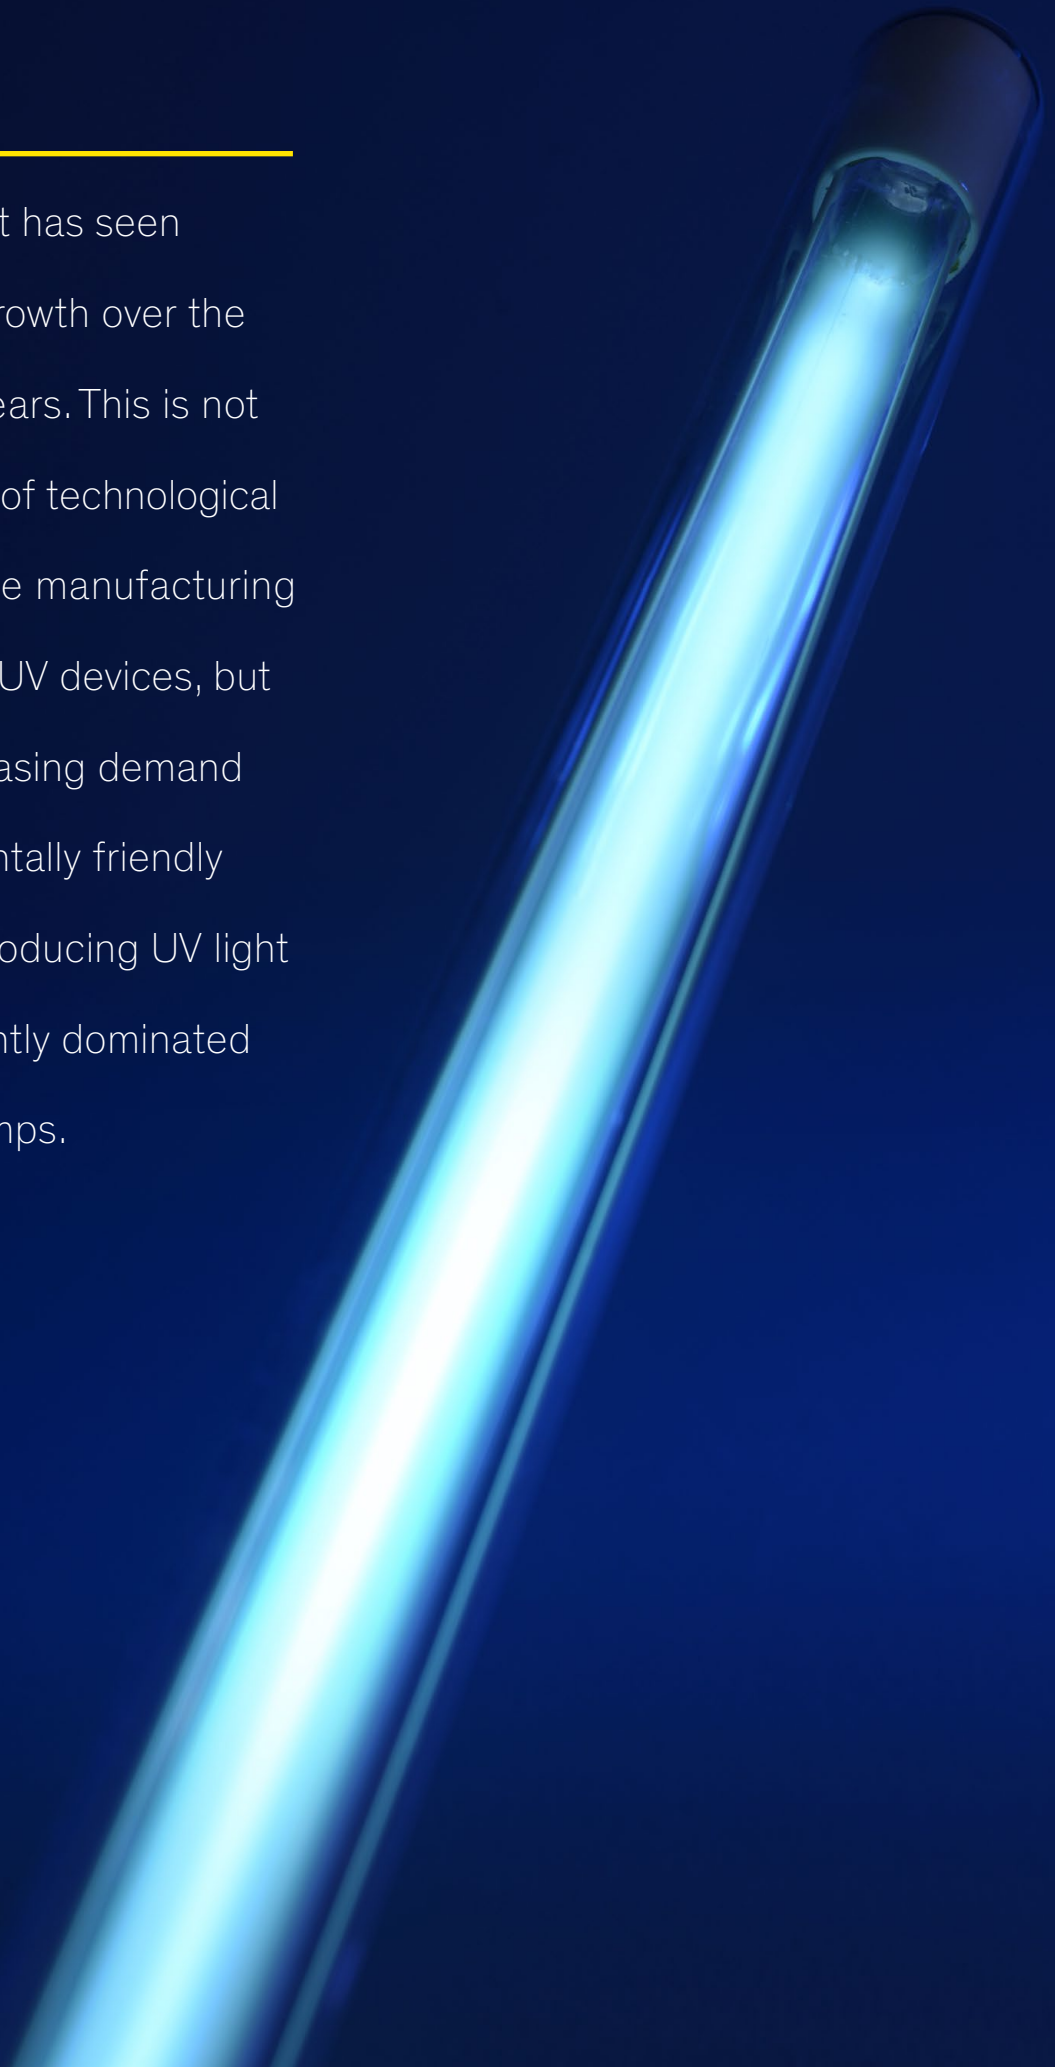 t has seen
rowth over the
ears. This is not
of technological
e manufacturing
UV devices, but
asing demand
ntally friendly
oducing UV light
ntly dominated
nps.